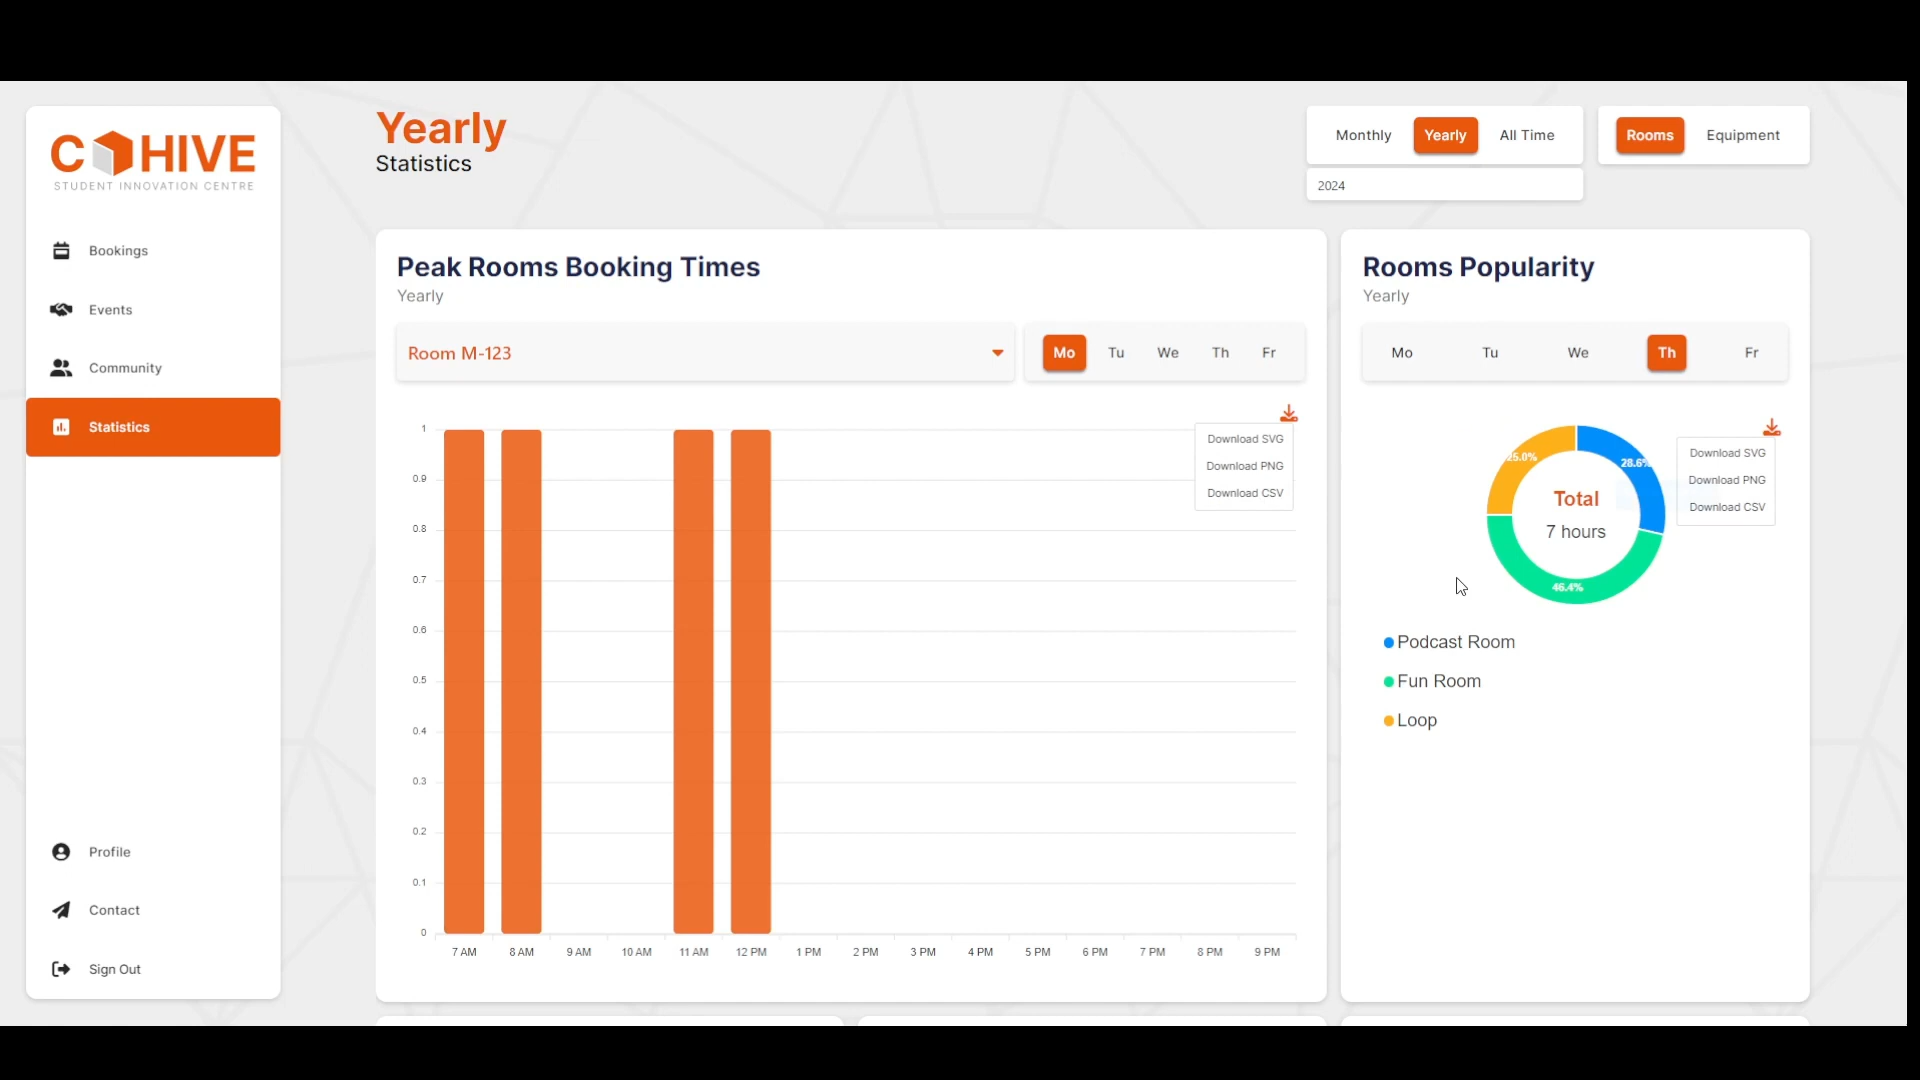 C HIVE
STUDENT INNOVATION CENTRE
Bookings
Events
Community
Statistics
Profile
Contact
Sign Out
Yearly
Statistics
Monthly Yearly All Time
2024
Rooms Equipment
Peak Rooms Booking Times
Yearly
Room M-123
Mo Tu We Th Fr
Download SVG
Download PNG
Download CSV
1
0.9
0.8
0.7
0.6
0.5
0.4
0.3
0.2
0.1
0
7 AM 8 AM 9 AM 10 AM 11 AM 12 PM 1 PM 2 PM 3 PM 4 PM 5 PM 6 PM 7 PM 8 PM 9 PM
Rooms Popularity
Yearly
Mo Tu We Th Fr
Download SVG
Download PNG
Download CSV
25.0%
28.6%
Total
7 hours
46.4%
Podcast Room
Fun Room
Loop